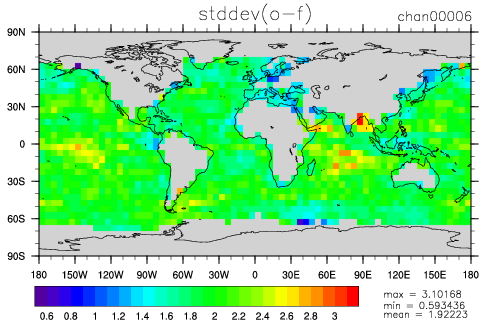 stddev(o-f)
chan00006
90N
60N
30N
0
30S
60S
90S
180 150W 120W 90W 60W 30W 0 30E 60E 90E 120E 150E 180
0.6 0.8 1 1.2 1.4 1.6 1.8 2 2.2 2.4 2.6 2.8 3
max = 3.10168
min = 0.593436
mean = 1.92223